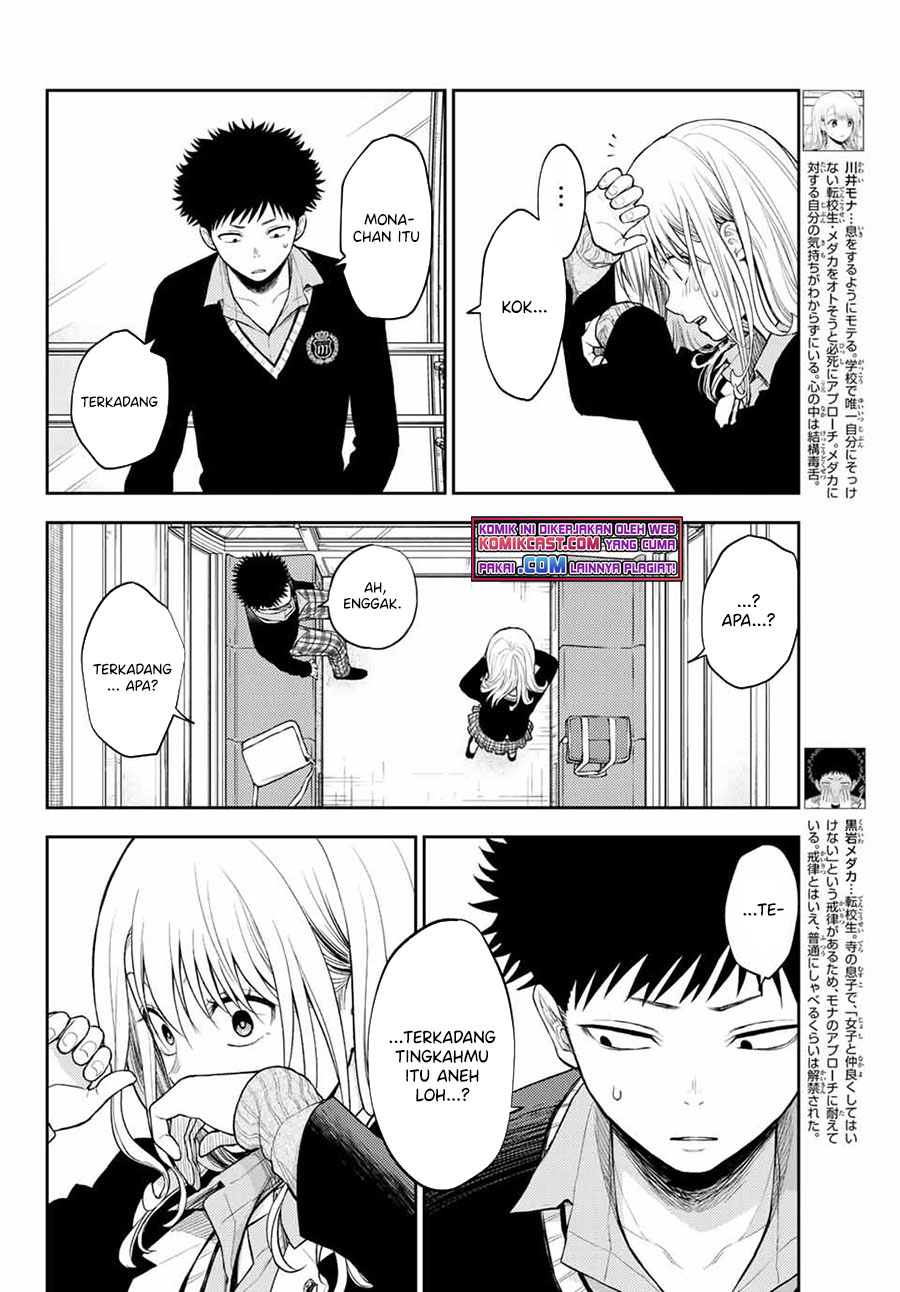 KOK...
MONA-
CHAN ITU
TERKADANG
...?
APA...?
AH,
ENGGAK.
TERKADANG
... APA?
...TE-
...TERKADANG
TINGKAHMU
ITU ANEH
LOH...?
KOMIK INI DIKERJAKAN OLEH WEB
KOMIKCAST.COM YANG CUMA
PAKAI .COM LAINNYA PLAGIAT!
川井モナ…息をするようにモテる。学校で唯一自分にそっけ
ない転校生・メダカをオトそうと必死にアプローチ。メダカに
対する自分の気持ちがわからずにいる。心の中は結構毒舌。
黒岩メダカ…転校生。寺の息子で、「女子と仲良くしてはい
けない」という戒律があるため、モナのアプローチに耐えて
いる。戒律とはいえ、普通にしゃべるくらいは解禁された。